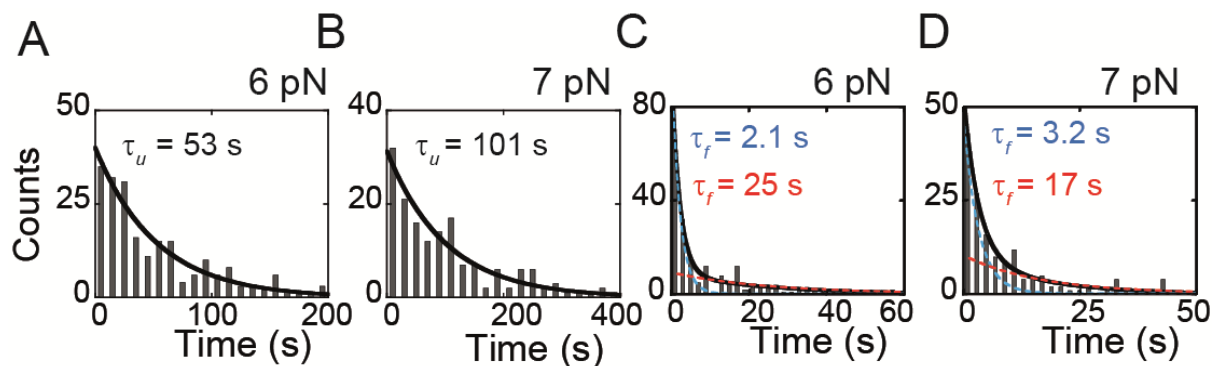 A
6 pN
50
25
0
Counts
τu = 53 s
0
100
200
Time (s)
B
7 pN
40
20
0
τu = 101 s
0
200
400
Time (s)
C
6 pN
80
40
0
τf = 2.1 s
τf = 25 s
0
20
40
60
Time (s)
D
7 pN
50
25
0
τf = 3.2 s
τf = 17 s
0
25
50
Time (s)